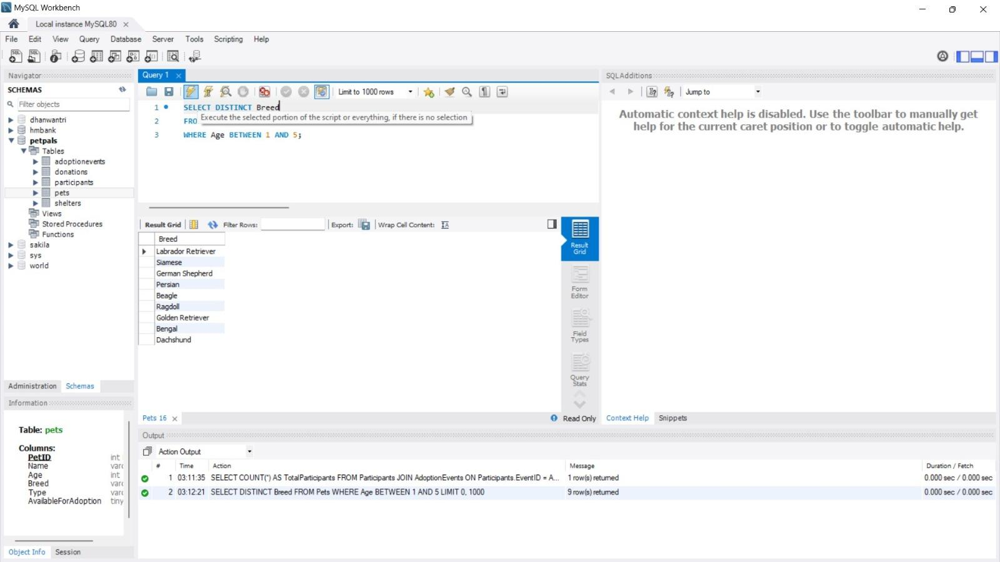 MySQL Workbench
Local instance MySQL80
File Edit View Query Database Server Tools Scripting Help
Navigator
SCHEMAS
Filter objects
dhanwantri
hmbank
petpals
Tables
adoptionevents
donations
participants
pets
shelters
Views
Stored Procedures
Functions
sakila
sys
world
Administration Schemas
Information
Table: pets
Columns:
PetID int
Name varc
Age int
Breed varc
Type varc
AvailableForAdoption tiny
Object Info Session
Query 1
Limit to 1000 rows
1 SELECT DISTINCT Breed
2 FRO
Execute the selected portion of the script or everything, if there is no selection
3 WHERE Age BETWEEN 1 AND 5;
Result Grid Filter Rows: Export: Wrap Cell Content:
Breed
Labrador Retriever
Siamese
German Shepherd
Persian
Beagle
Ragdoll
Golden Retriever
Bengal
Dachshund
Result
Grid
Form
Editor
Field
Types
Query
Stats
Pets 16 Read Only
SQLAdditions
Jump to
Automatic context help is disabled. Use the toolbar to manually get
help for the current caret position or to toggle automatic help.
Context Help Snippets
Output
Action Output
# Time Action Message Duration / Fetch
1 03:11:35 SELECT COUNT(*) AS TotalParticipants FROM Participants JOIN AdoptionEvents ON Participants.EventID = A... 1 row(s) returned 0.000 sec / 0.000 sec
2 03:12:21 SELECT DISTINCT Breed FROM Pets WHERE Age BETWEEN 1 AND 5 LIMIT 0, 1000 9 row(s) returned 0.000 sec / 0.000 sec